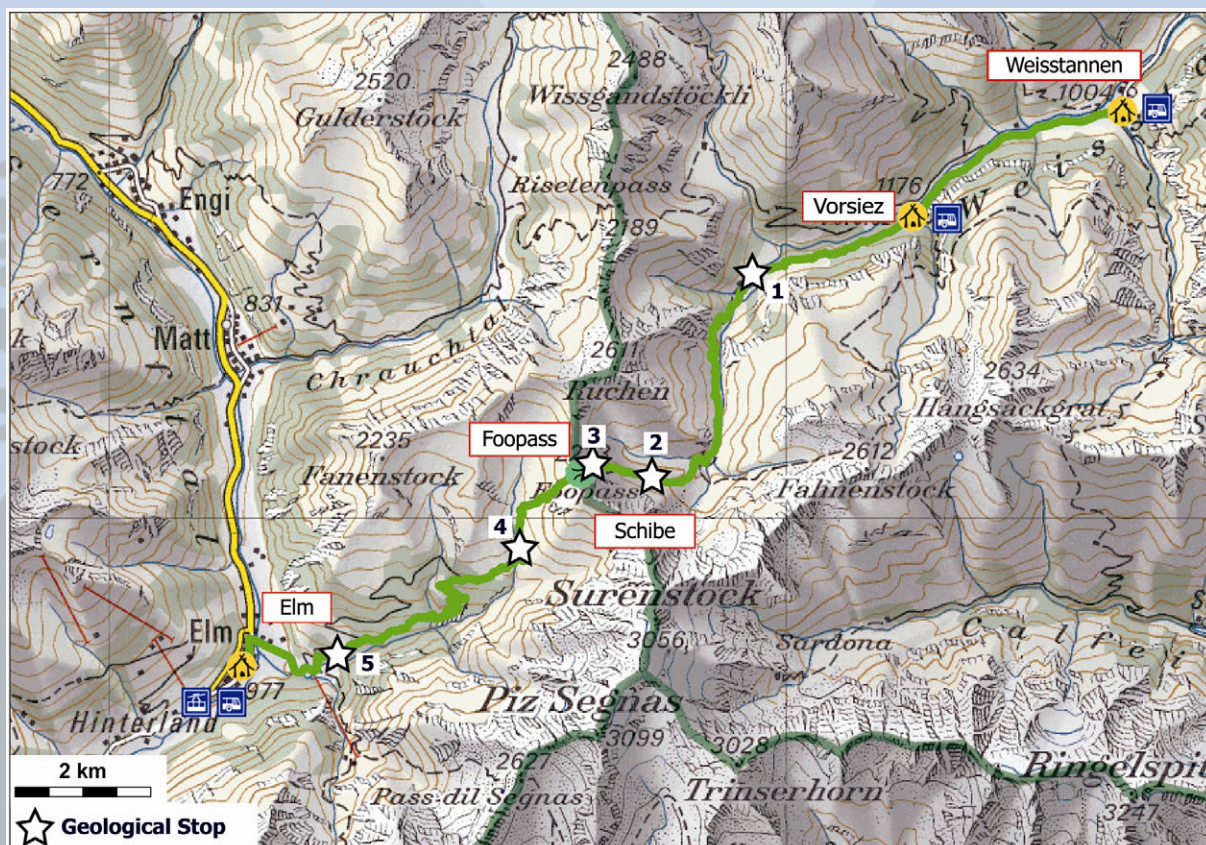 Weisstannen
1004
2488
Wissgandstöckli
2520
Gulderstock
Engi
772
Risetenpass
2189
1176
Vorsiez
Weis
1
831
Matt
Chrauchtal
2611
Ruchen
2634
Hangsackgrat
2235
Fanenstock
Foopass
3
2
Foopass
2612
Fahnenstock
stock
4
Schibe
Elm
Surenstock
Elm
5
3056
Sardona
Calfei
977
Hinterland
Piz Segnas
3099
3028
Ringelspit
2 km
2627
Pass dil Segnas
Trinserhorn
3247
Geological Stop